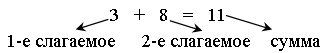 3 + 8 = 11
1-е слагаемое 2-е слагаемое сумма